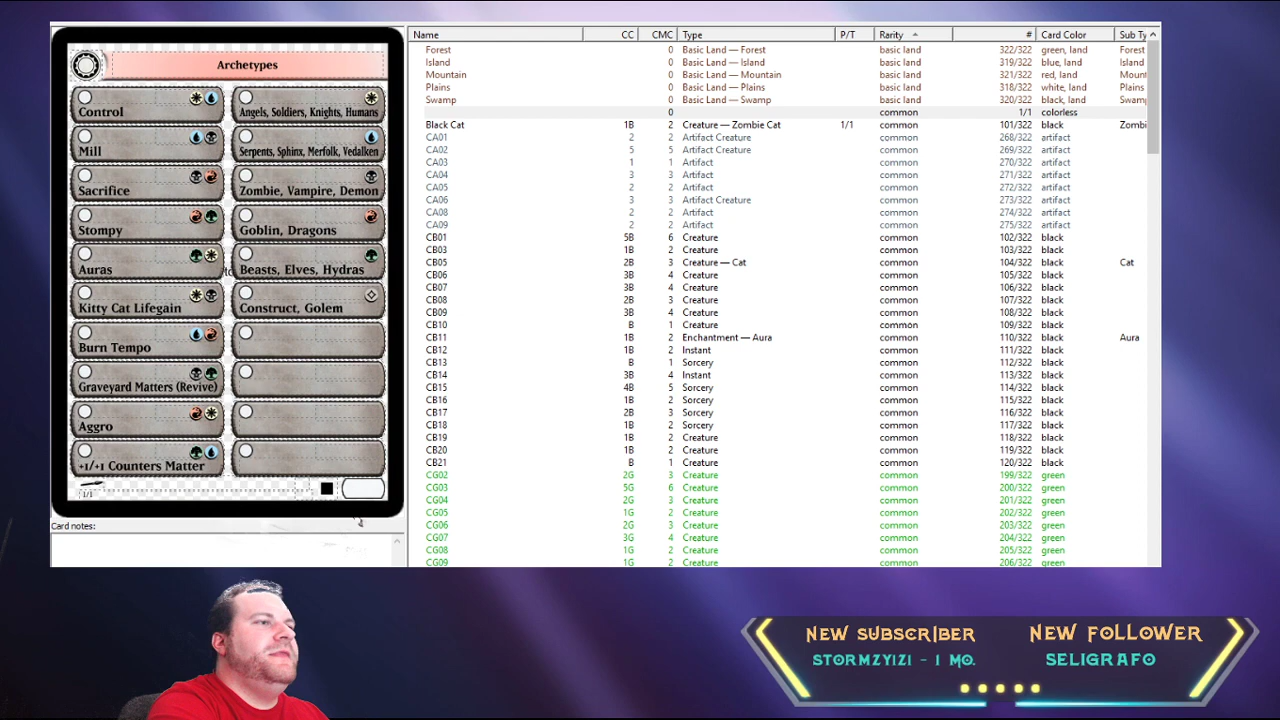 Archetypes
Control
Angels, Soldiers, Knights, Humans
Mill
Serpents, Sphinx, Merfolk, Vedalken
Sacrifice
Zombie, Vampire, Demon
Stompy
Goblin, Dragons
Auras
Beasts, Elves, Hydras
Kitty Cat Lifegain
Construct, Golem
Burn Tempo
Graveyard Matters (Revive)
Aggro
+1/+1 Counters Matter
1/1
Card notes:
Name CC CMC Type P/T Rarity # Card Color Sub Ty
Forest 0 Basic Land — Forest basic land 322/322 green, land Forest
Island 0 Basic Land — Island basic land 319/322 blue, land Island
Mountain 0 Basic Land — Mountain basic land 321/322 red, land Mount
Plains 0 Basic Land — Plains basic land 318/322 white, land Plains
Swamp 0 Basic Land — Swamp basic land 320/322 black, land Swamp
0 common 1/1 colorless
Black Cat 1B 2 Creature — Zombie Cat 1/1 common 101/322 black Zombi
CA01 2 2 Artifact Creature common 268/322 artifact
CA02 5 5 Artifact Creature common 269/322 artifact
CA03 1 1 Artifact common 270/322 artifact
CA04 3 3 Artifact common 271/322 artifact
CA05 2 2 Artifact common 272/322 artifact
CA06 3 3 Artifact Creature common 273/322 artifact
CA08 2 2 Artifact common 274/322 artifact
CA09 2 2 Artifact common 275/322 artifact
CB01 5B 6 Creature common 102/322 black
CB03 1B 2 Creature common 103/322 black
CB05 2B 3 Creature — Cat common 104/322 black Cat
CB06 3B 4 Creature common 105/322 black
CB07 3B 4 Creature common 106/322 black
CB08 2B 3 Creature common 107/322 black
CB09 3B 4 Creature common 108/322 black
CB10 B 1 Creature common 109/322 black
CB11 1B 2 Enchantment — Aura common 110/322 black Aura
CB12 1B 2 Instant common 111/322 black
CB13 B 1 Sorcery common 112/322 black
CB14 3B 4 Instant common 113/322 black
CB15 4B 5 Sorcery common 114/322 black
CB16 1B 2 Sorcery common 115/322 black
CB17 2B 3 Sorcery common 116/322 black
CB18 1B 2 Sorcery common 117/322 black
CB19 1B 2 Creature common 118/322 black
CB20 1B 2 Creature common 119/322 black
CB21 B 1 Creature common 120/322 black
CG02 2G 3 Creature common 199/322 green
CG03 5G 6 Creature common 200/322 green
CG04 2G 3 Creature common 201/322 green
CG05 1G 2 Creature common 202/322 green
CG06 2G 3 Creature common 203/322 green
CG07 3G 4 Creature common 204/322 green
CG08 1G 2 Creature common 205/322 green
CG09 1G 2 Creature common 206/322 green
NEW SUBSCRIBER
STORMZYIZI - 1 MO.
NEW FOLLOWER
SELIGRAFO